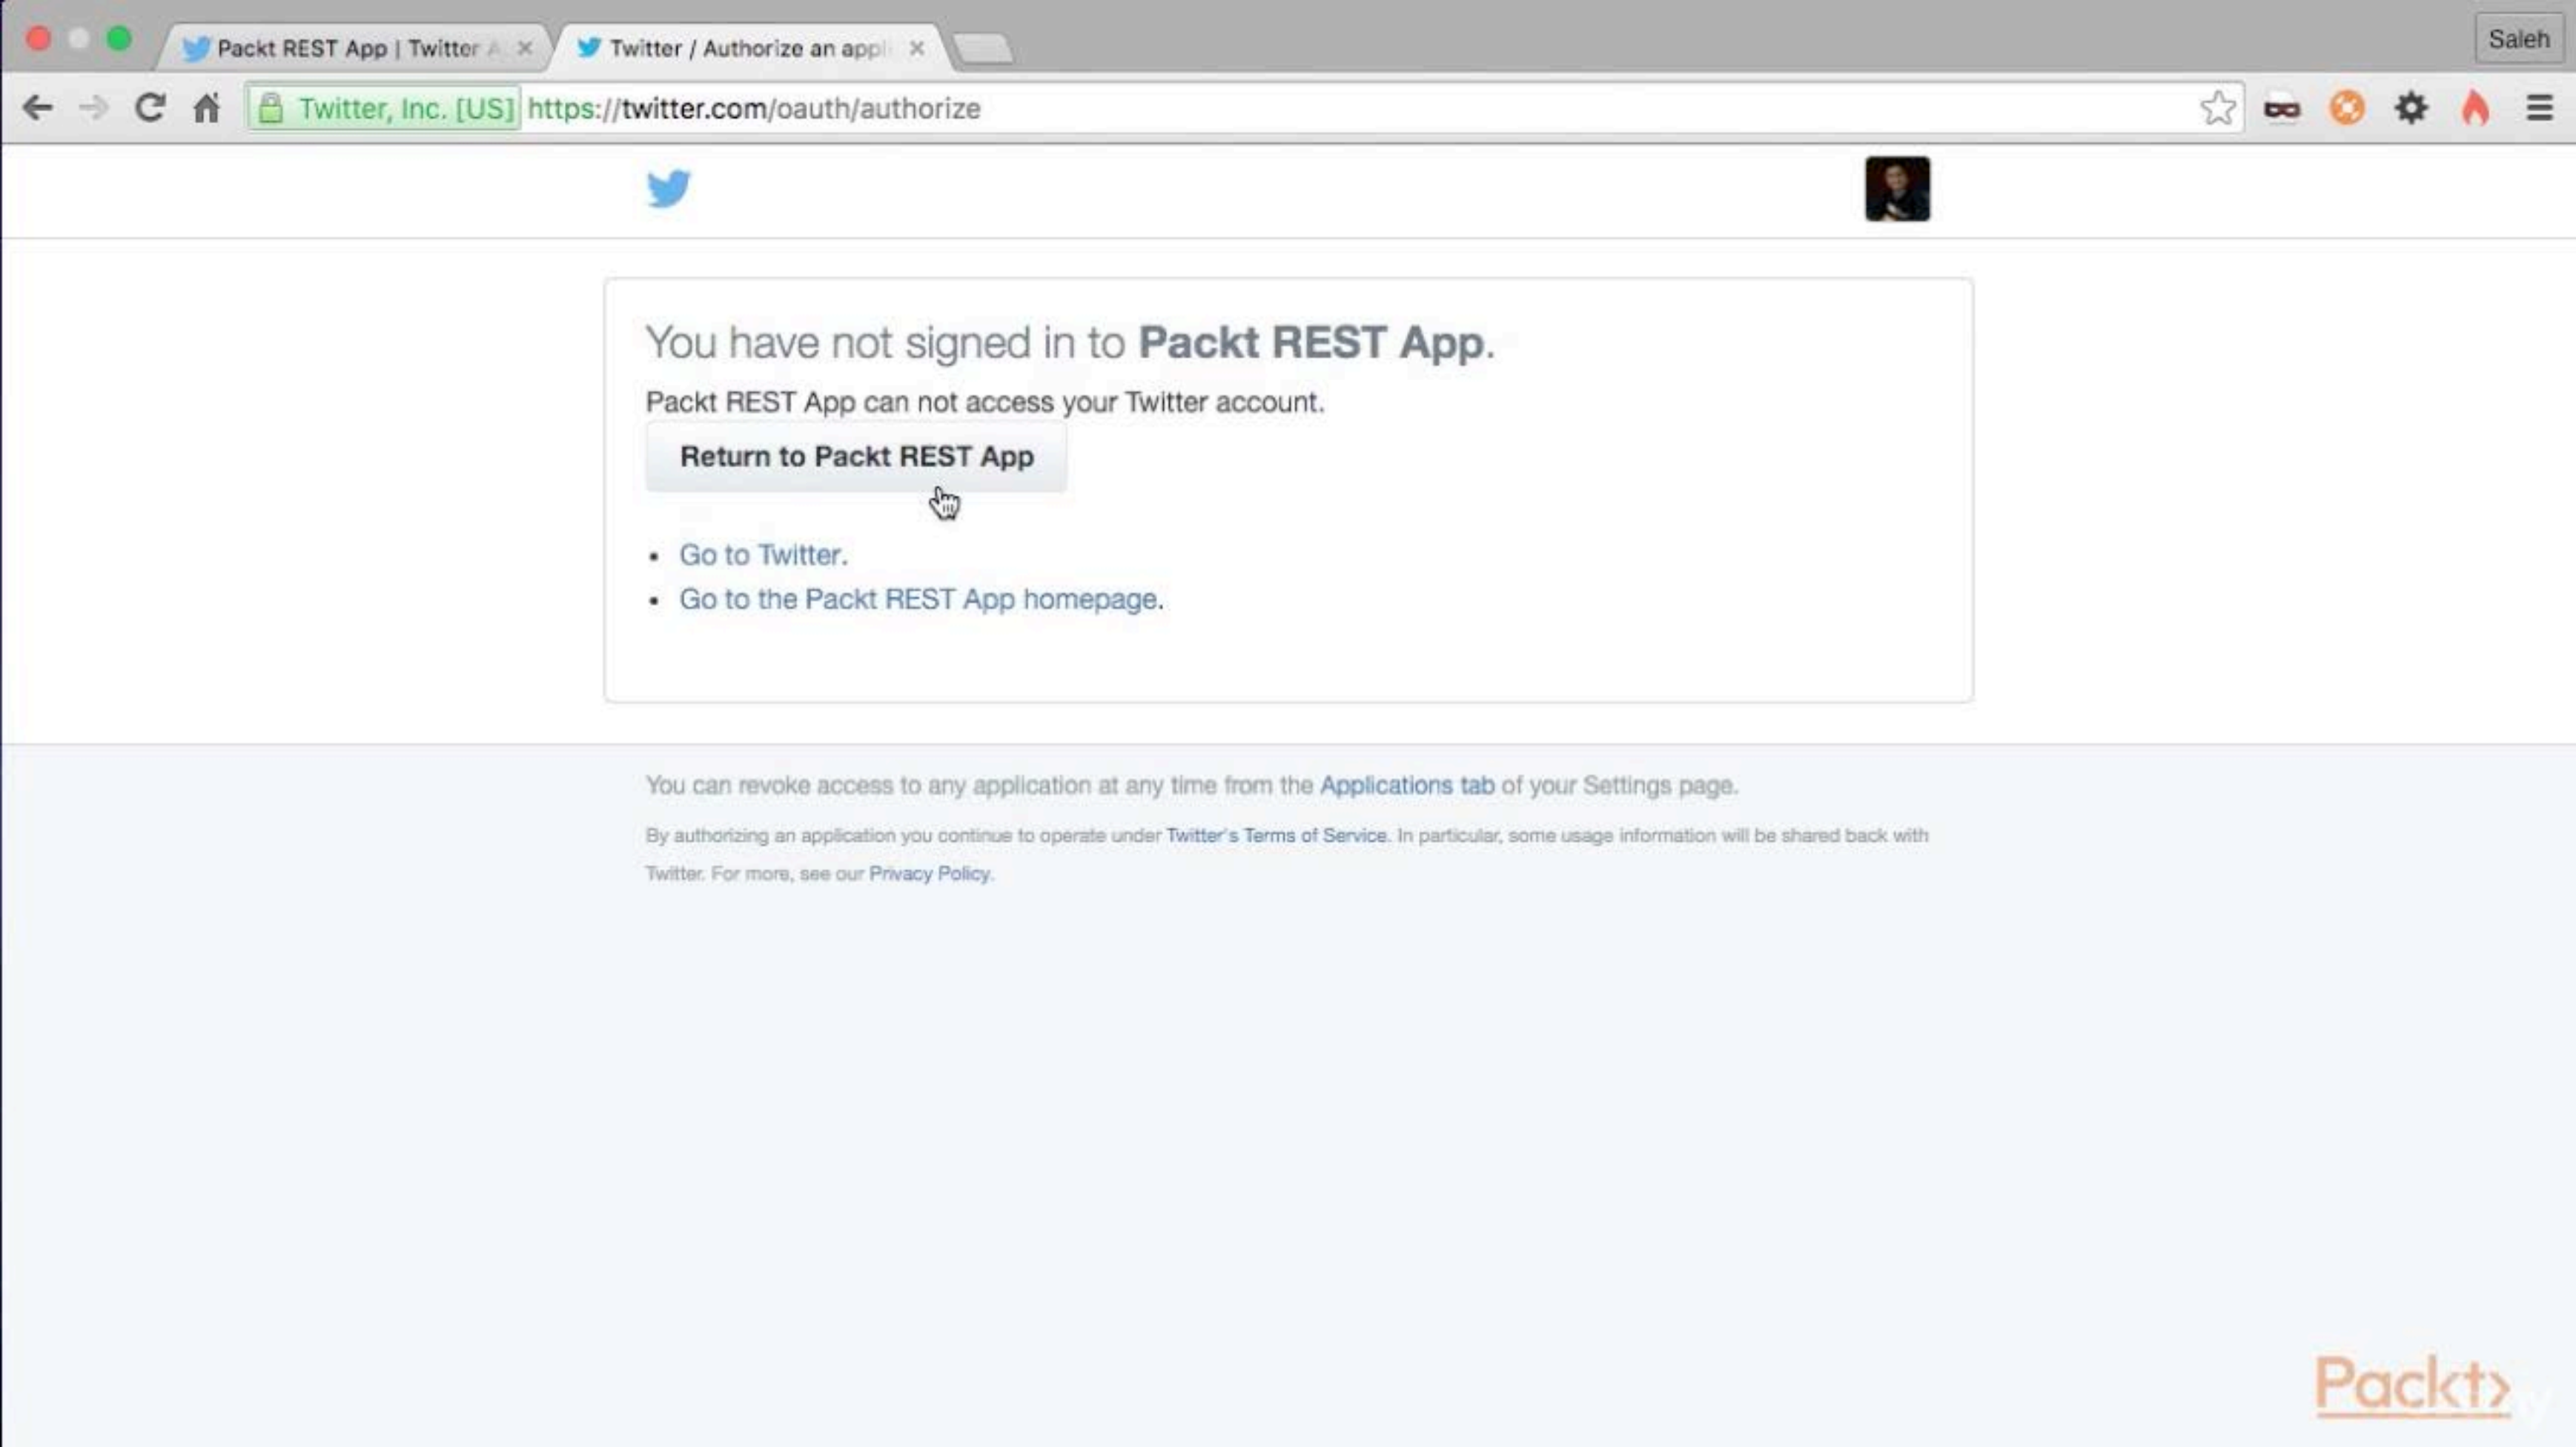 Packt REST App | Twitter A
Twitter / Authorize an appli
Saleh
Twitter, Inc. [US] https://twitter.com/oauth/authorize
You have not signed in to Packt REST App.
Packt REST App can not access your Twitter account.
Return to Packt REST App
• Go to Twitter.
• Go to the Packt REST App homepage.
You can revoke access to any application at any time from the Applications tab of your Settings page.
By authorizing an application you continue to operate under Twitter's Terms of Service. In particular, some usage information will be shared back with
Twitter. For more, see our Privacy Policy.
Packt>